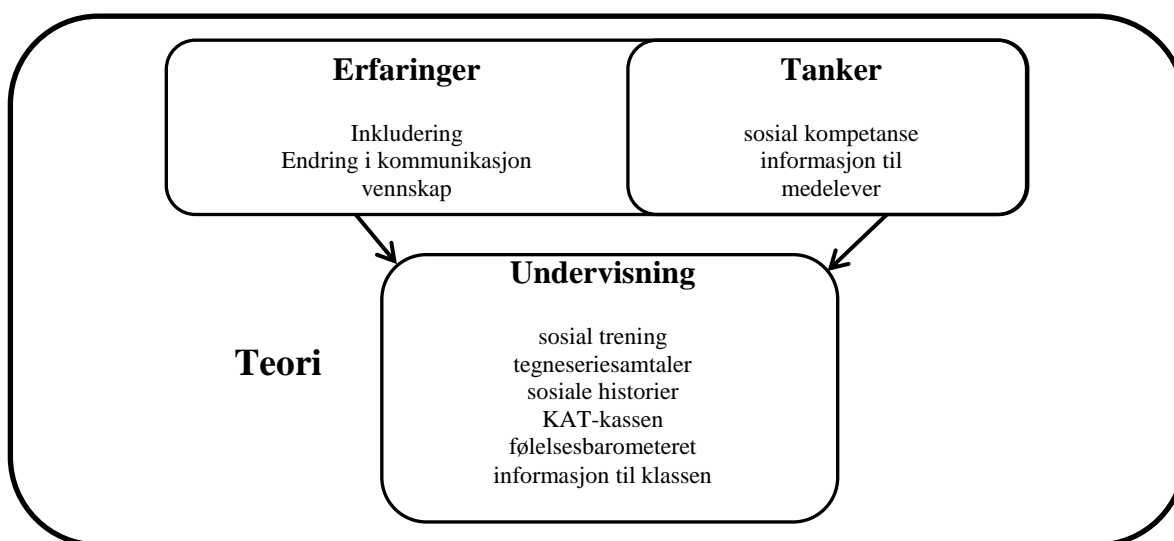 Erfaringer
Inkludering
Endring i kommunikasjon
vennskap
Tanker
sosial kompetanse
informasjon til
medelever
Undervisning
sosial trening
tegneseriesamtaler
sosiale historier
KAT-kassen
følelsesbarometeret
informasjon til klassen
Teori